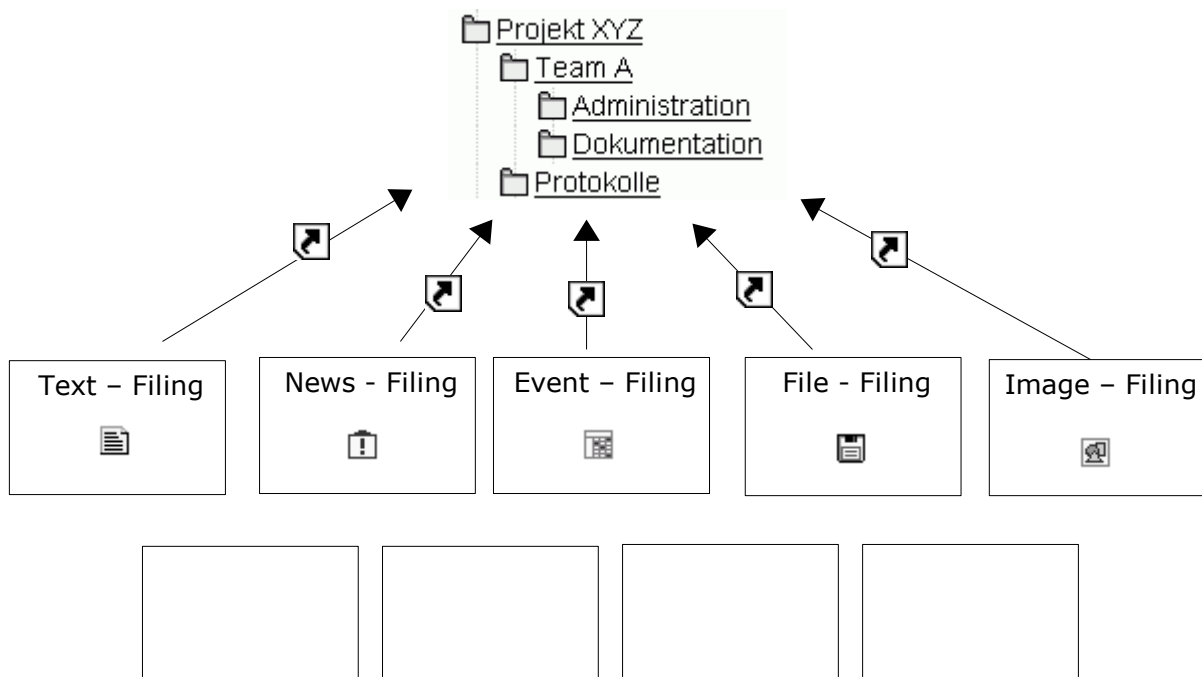 Projekt XYZ
Team A
Administration
Dokumentation
Protokolle
Text – Filing
News - Filing
Event – Filing
File - Filing
Image – Filing